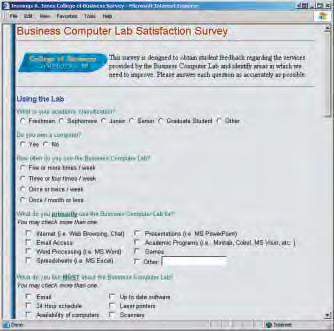 Jennings A. Jones College of Business Survey - Microsoft Internet Explorer
File Edit View Favorites Tools Help
Business Computer Lab Satisfaction Survey
College of Business
This survey is designed to obtain student feedback regarding the services
provided by the Business Computer Lab and identify areas in which we
need to improve. Please answer each question as accurately as possible.
Using the Lab
What is your academic classification?
Freshman Sophomore Junior Senior Graduate Student Other
Do you own a computer?
Yes No
How often do you use the Business Computer Lab?
Five or more times / week
Three or four times / week
Once or twice / week
Once / month or less
What do you primarily use the Business Computer Lab for?
You may check more than one.
Internet (i.e. Web Browsing, Chat) Presentations (i.e. MS PowerPoint)
Email Access Academic Programs (i.e. Minitab, Cobol, MS Visio, etc. )
Word Processing (i.e. MS Word) Games
Spreadsheets (i.e. MS Excel) Other:
What do you like MOST about the Business Computer Lab?
You may check more than one.
Email Up to date software
24 Hour schedule Laser printers
Availability of computers Scanners
Done Internet